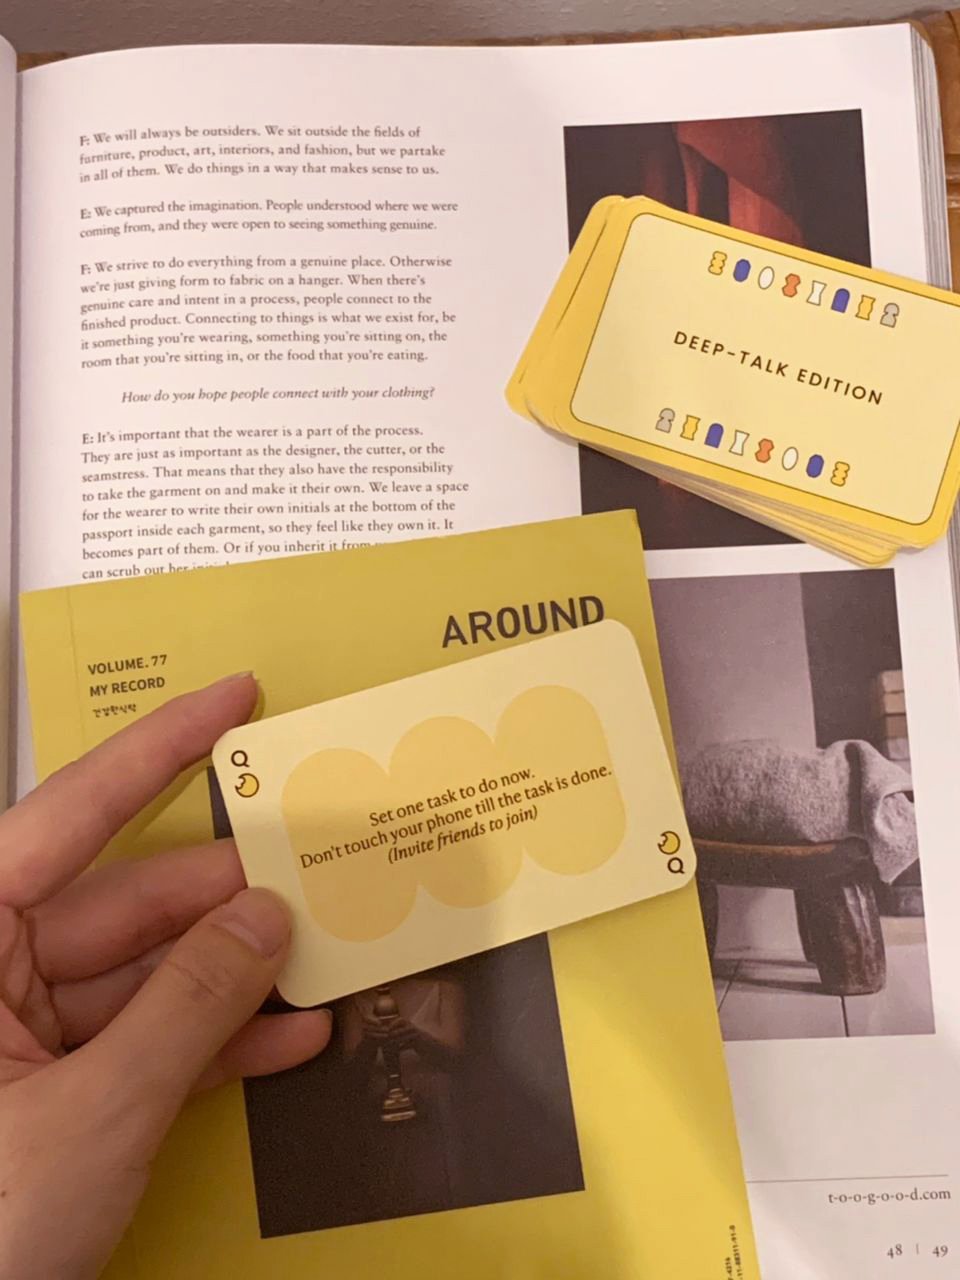 F: We will always be outsiders. We sit outside the fields of
furniture, product, art, interiors, and fashion, but we partake
in all of them. We do things in a way that makes sense to us.
E: We captured the imagination. People understood where we were
coming from, and they were open to seeing something genuine.
F: We strive to do everything from a genuine place. Otherwise
we're just giving form to fabric on a hanger. When there's
genuine care and intent in a process, people connect to the
finished product. Connecting to things is what we exist for, be
it something you're wearing, something you're sitting on, the
room that you're sitting in, or the food that you're eating.
How do you hope people connect with your clothing?
E: It's important that the wearer is a part of the process.
They are just as important as the designer, the cutter, or the
seamstress. That means that they also have the responsibility
to take the garment on and make it their own. We leave a space
for the wearer to write their own initials at the bottom of the
passport inside each garment, so they feel like they own it. It
becomes part of them. Or if you inherit it from
can scrub out her
DEEP-TALK EDITION
AROUND
VOLUME. 77
MY RECORD
건강한 식탁
Q
Set one task to do now.
Don't touch your phone till the task is done.
(Invite friends to join)
Q
t-o-o-g-o-o-d.com
48 | 49